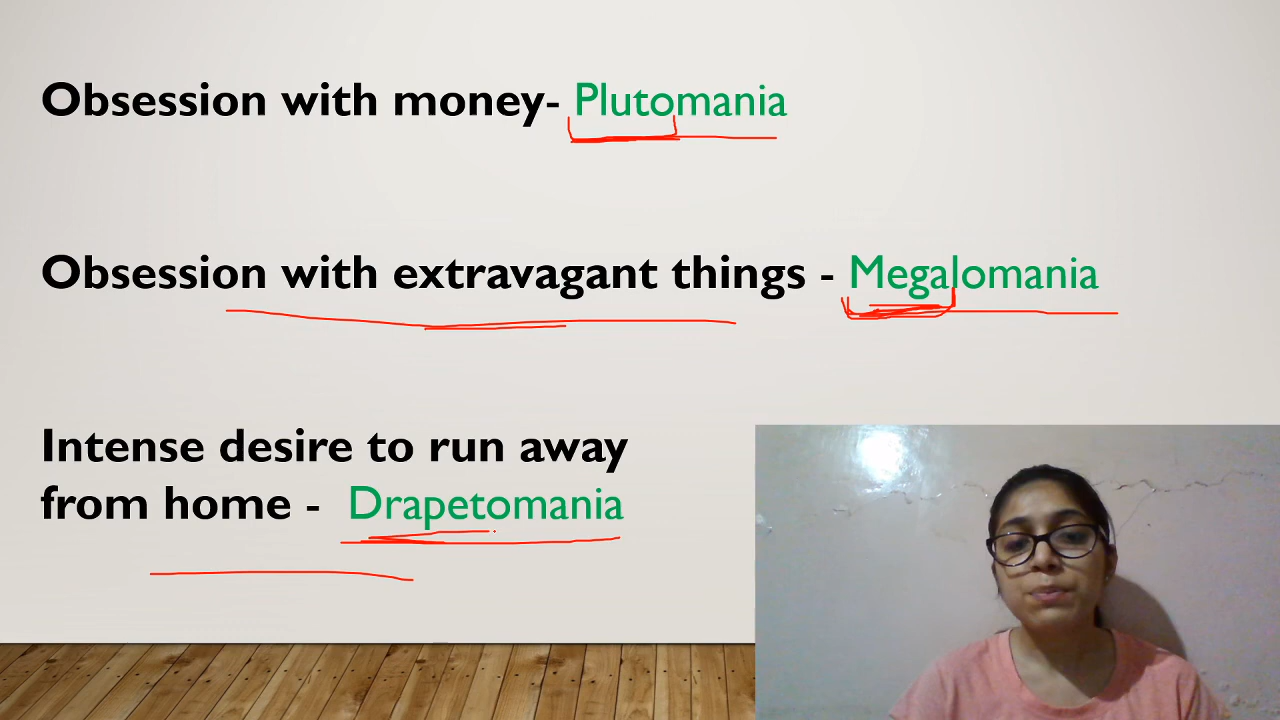 Obsession with money- Plutomania
Obsession with extravagant things - Megalomania
Intense desire to run away
from home - Drapetomania